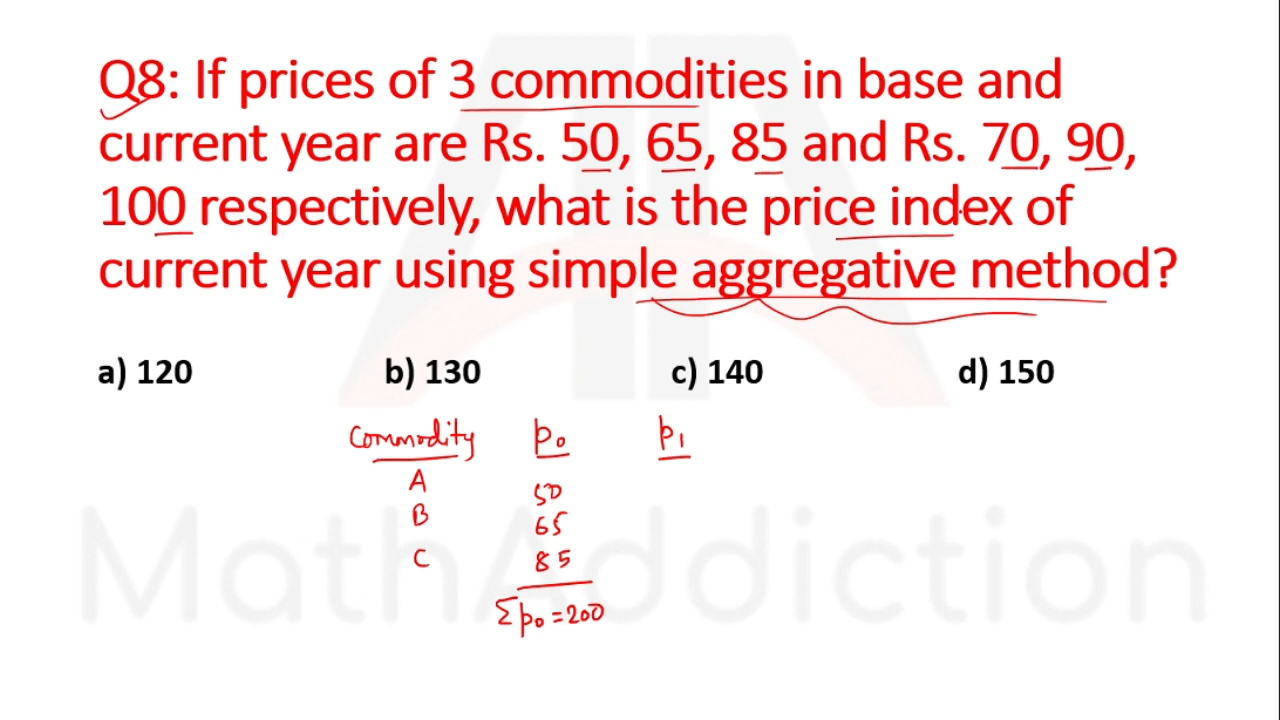 Q8: If prices of 3 commodities in base and
current year are Rs. 50, 65, 85 and Rs. 70, 90,
100 respectively, what is the price index of
current year using simple aggregative method?
a) 120 b) 130 c) 140 d) 150
Commodity p₀ p₁
A 50
B 65
C 85
Σp₀ = 200
MathAddiction